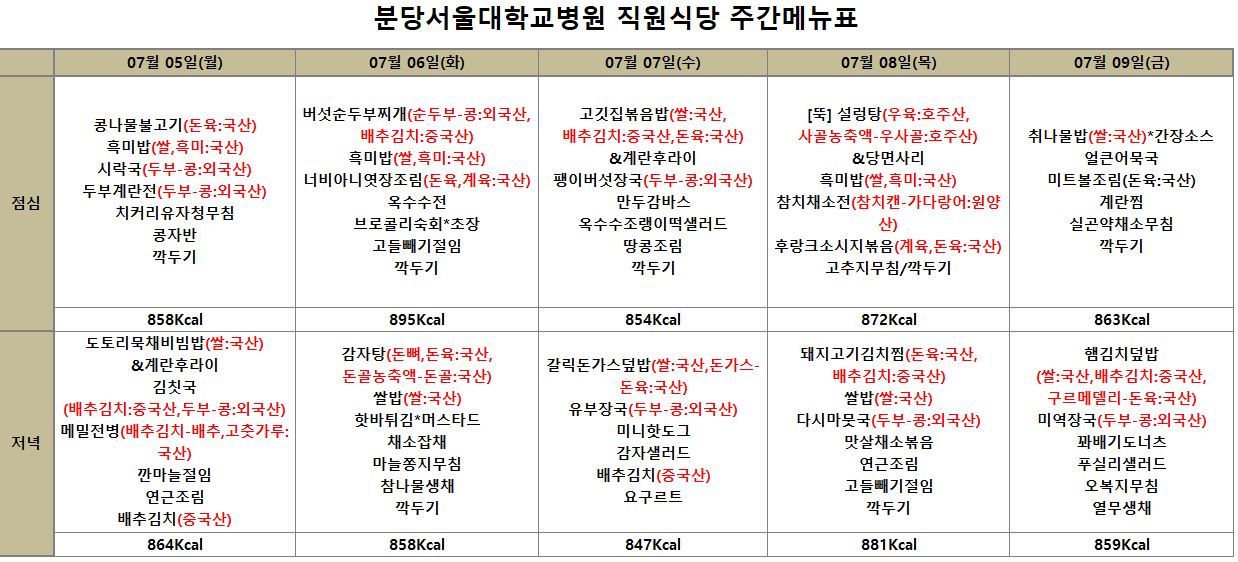 분당서울대학교병원 직원식당 주간메뉴표
07월 05일(월)
07월 06일(화)
07월 07일(수)
07월 08일(목)
07월 09일(금)
점심
콩나물불고기(돈육:국산)
흑미밥(쌀,흑미:국산)
시락국(두부-콩:외국산)
두부계란전(두부-콩:외국산)
치커리유자청무침
콩자반
깍두기
버섯순두부찌개(순두부-콩:외국산,
배추김치:중국산)
흑미밥(쌀,흑미:국산)
너비아니엿장조림(돈육,계육:국산)
옥수수전
브로콜리숙회*초장
고들빼기절임
깍두기
고깃집볶음밥(쌀:국산,
배추김치:중국산,돈육:국산)
&계란후라이
팽이버섯장국(두부-콩:외국산)
만두감바스
옥수수조랭이떡샐러드
땅콩조림
깍두기
[뚝] 설렁탕(우육:호주산,
사골농축액-우사골:호주산)
&당면사리
흑미밥(쌀,흑미:국산)
참치채소전(참치캔-가다랑어:원양
산)
후랑크소시지볶음(계육,돈육:국산)
고추지무침/깍두기
취나물밥(쌀:국산)*간장소스
얼큰어묵국
미트볼조림(돈육:국산)
계란찜
실곤약채소무침
깍두기
858Kcal
895Kcal
854Kcal
872Kcal
863Kcal
저녁
도토리묵채비빔밥(쌀:국산)
&계란후라이
김칫국
(배추김치:중국산,두부-콩:외국산)
메밀전병(배추김치-배추,고춧가루:
국산)
깐마늘절임
연근조림
배추김치(중국산)
감자탕(돈뼈,돈육:국산,
돈골농축액-돈골:국산)
쌀밥(쌀:국산)
핫바튀김*머스타드
채소잡채
마늘쫑지무침
참나물생채
깍두기
갈릭돈가스덮밥(쌀:국산,돈가스-
돈육:국산)
유부장국(두부-콩:외국산)
미니핫도그
감자샐러드
배추김치(중국산)
요구르트
돼지고기김치찜(돈육:국산,
배추김치:중국산)
쌀밥(쌀:국산)
다시마뭇국(두부-콩:외국산)
맛살채소볶음
연근조림
고들빼기절임
깍두기
햄김치덮밥
(쌀:국산,배추김치:중국산,
구르메델리-돈육:국산)
미역장국(두부-콩:외국산)
꽈배기도너츠
푸실리샐러드
오복지무침
열무생채
864Kcal
858Kcal
847Kcal
881Kcal
859Kcal